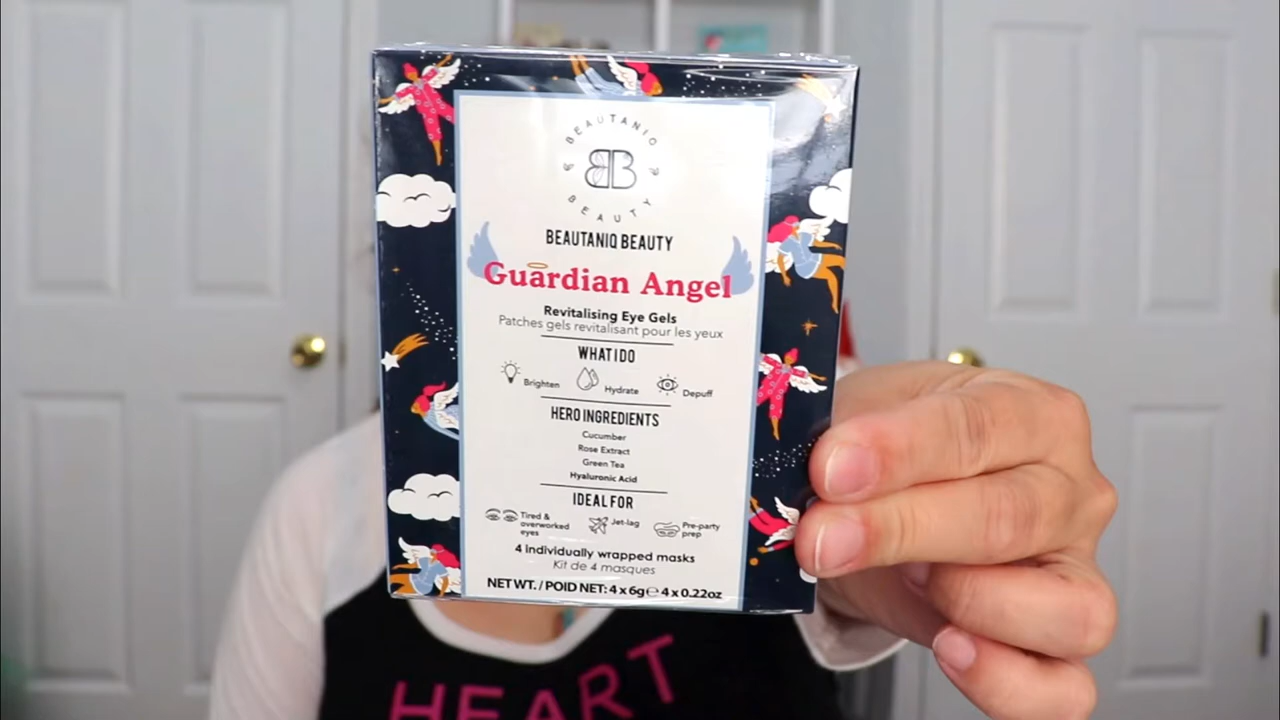 BEAUTANIQ
BB
BEAUTY
BEAUTANIQ BEAUTY
Guardian Angel
Revitalising Eye Gels
Patches gels revitalisant pour les yeux
WHAT I DO
Brighten Hydrate Depuff
HERO INGREDIENTS
Cucumber
Rose Extract
Green Tea
Hyaluronic Acid
IDEAL FOR
Tired & overworked eyes
Jet-lag
Pre-party prep
4 individually wrapped masks
Kit de 4 masques
NET WT. / POID NET: 4 x 6g℮ 4 x 0.22oz
HEART